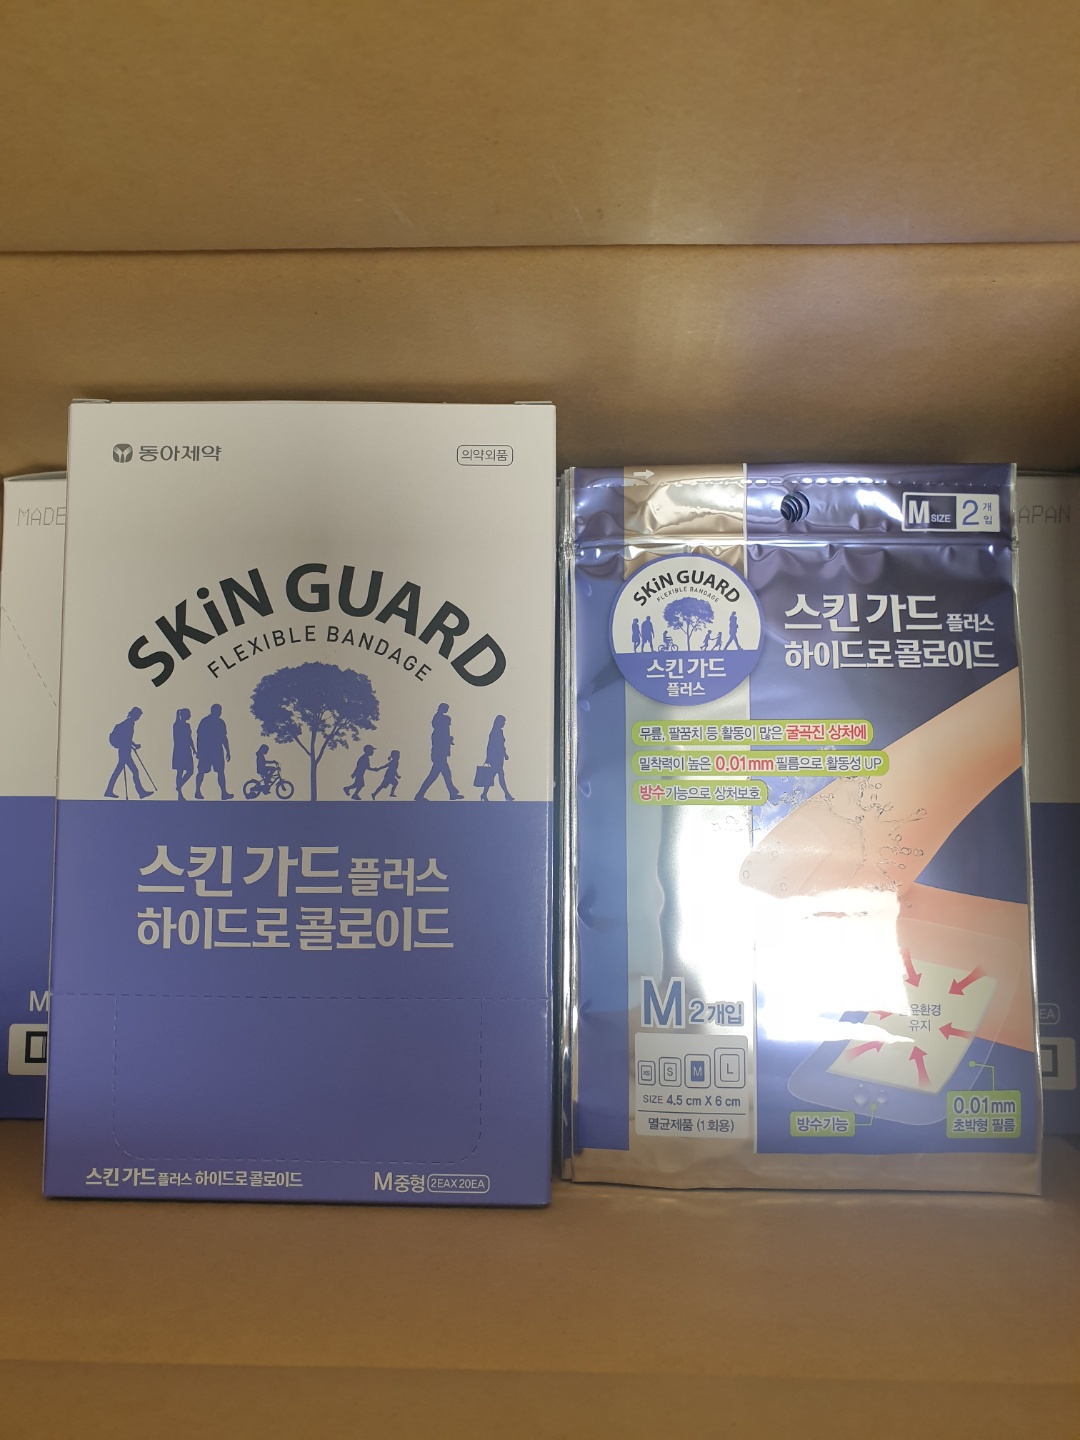 동아제약
의약외품
SKiN GUARD
FLEXIBLE BANDAGE
스킨 가드 플러스
하이드로 콜로이드
스킨 가드 플러스 하이드로 콜로이드
M중형 2EA X 20EA
MADE
M
M SIZE 2개입
SKiN GUARD
FLEXIBLE BANDAGE
스킨 가드
플러스
스킨 가드 플러스
하이드로 콜로이드
무릎, 팔꿈치 등 활동이 많은 굴곡진 상처에
밀착력이 높은 0.01mm 필름으로 활동성 UP
방수기능으로 상처보호
M 2개입
XS S M L
SIZE 4.5 cm X 6 cm
멸균제품 (1회용)
윤환경
유지
방수기능
0.01mm
초박형 필름
APAN
EA